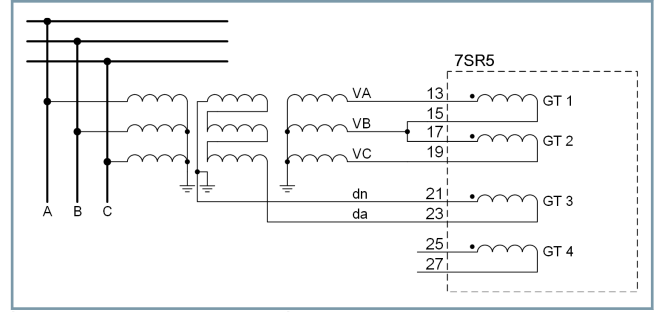 7SR5
VA 13 GT 1
15
VB 17 GT 2
VC 19
dn 21 GT 3
da 23
25 GT 4
27
A B C